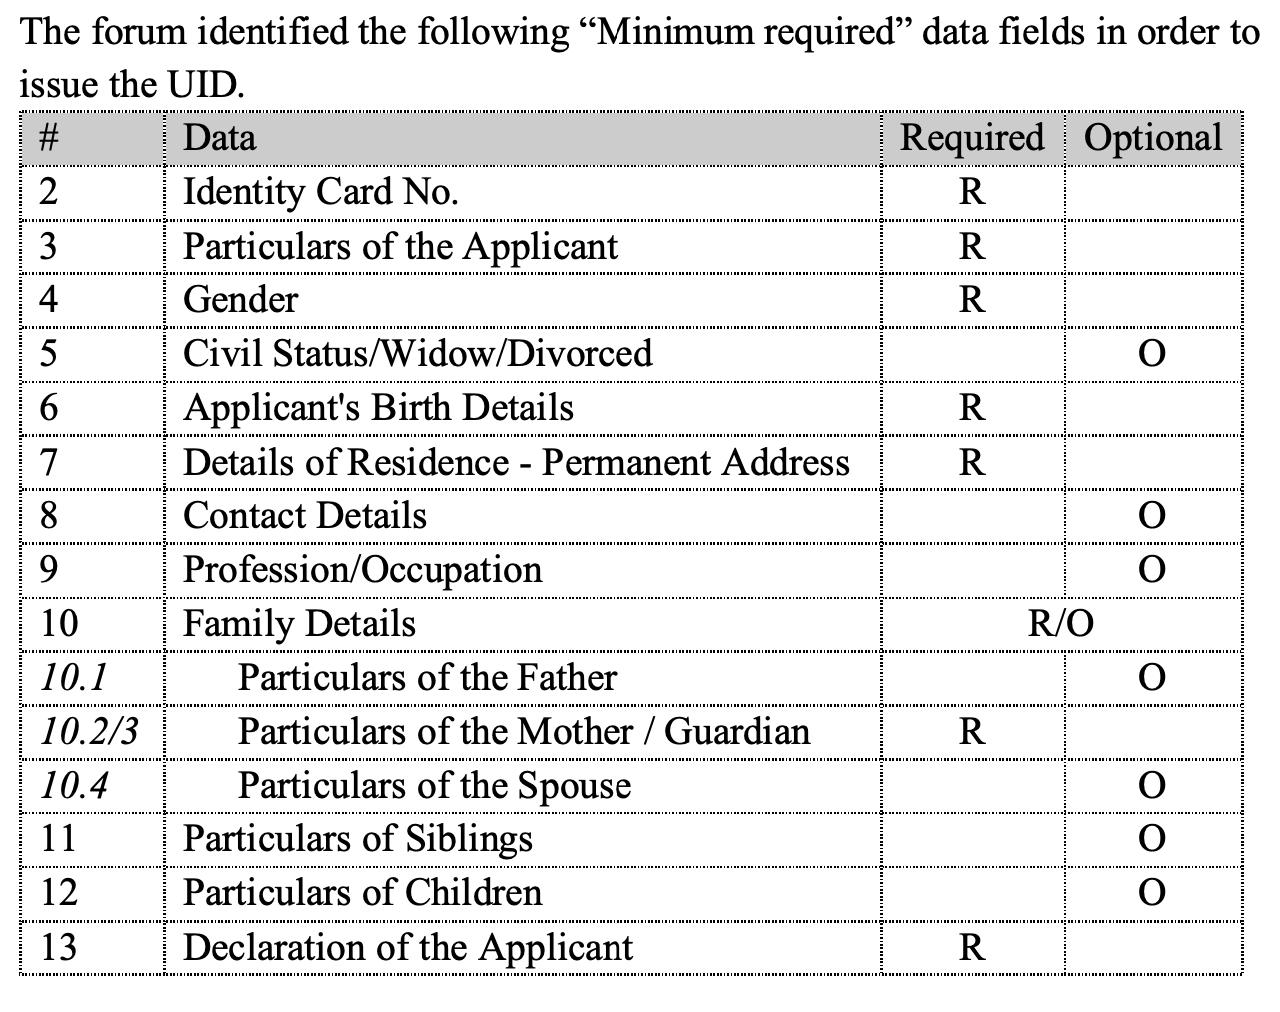 The forum identified the following “Minimum required” data fields in order to
issue the UID.
# Data Required Optional
2 Identity Card No. R
3 Particulars of the Applicant R
4 Gender R
5 Civil Status/Widow/Divorced O
6 Applicant's Birth Details R
7 Details of Residence - Permanent Address R
8 Contact Details O
9 Profession/Occupation O
10 Family Details R/O
10.1 Particulars of the Father O
10.2/3 Particulars of the Mother / Guardian R
10.4 Particulars of the Spouse O
11 Particulars of Siblings O
12 Particulars of Children O
13 Declaration of the Applicant R